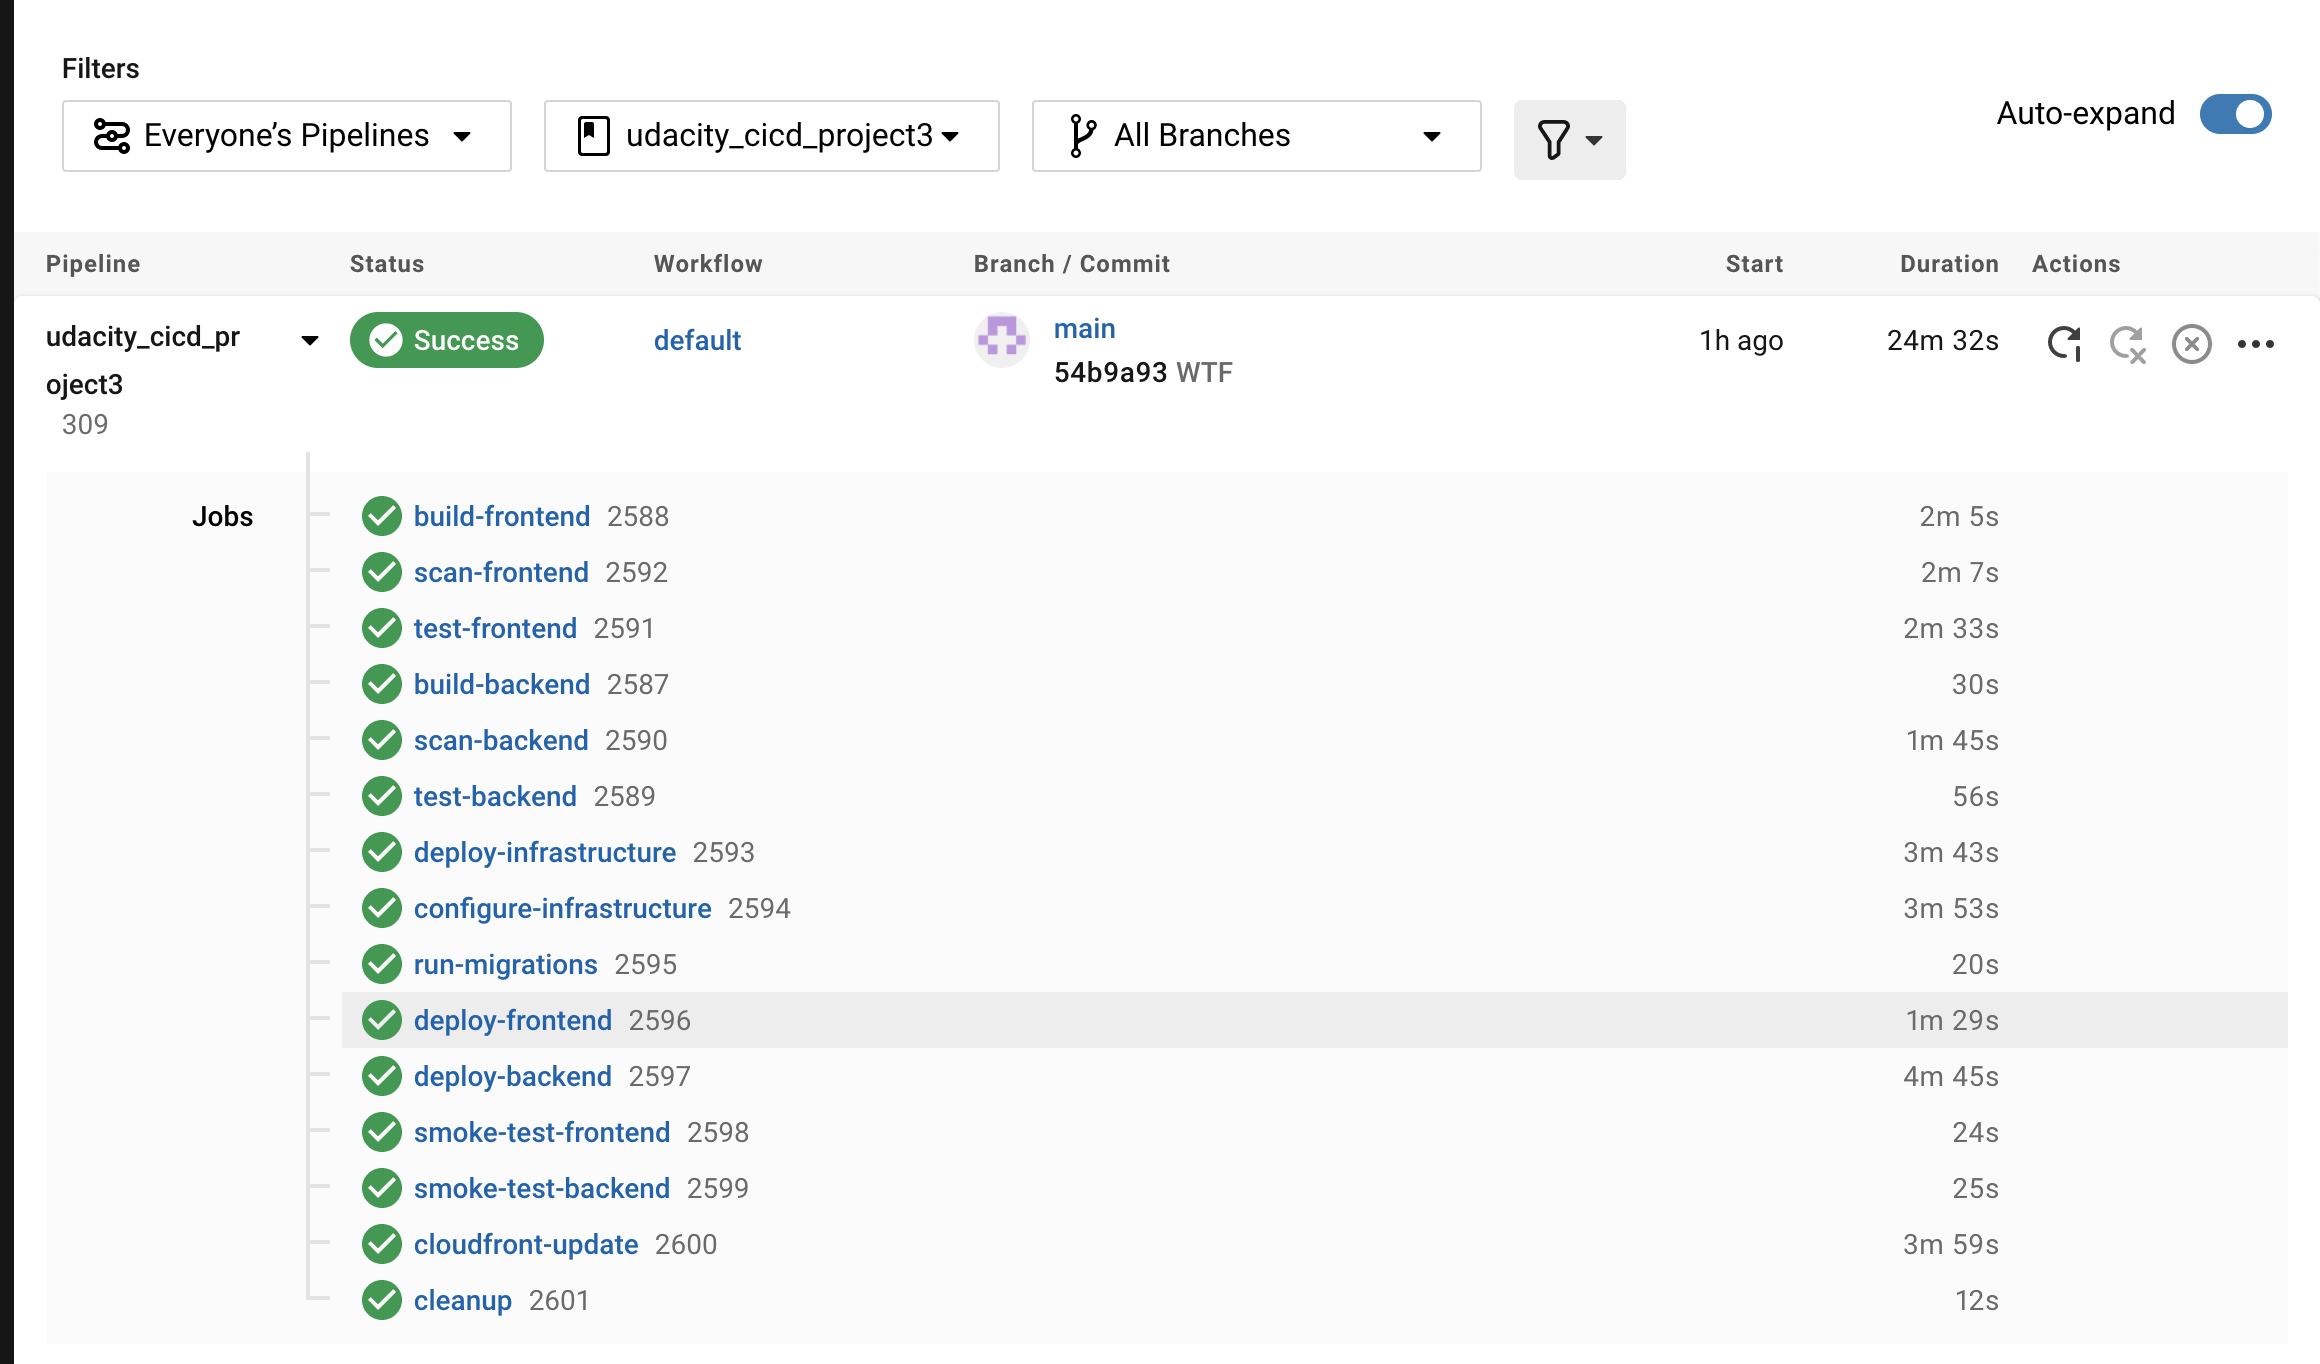 Filters
Everyone’s Pipelines udacity_cicd_project3 All Branches Auto-expand
Pipeline Status Workflow Branch / Commit Start Duration Actions
udacity_cicd_pr Success default main 1h ago 24m 32s
oject3 54b9a93 WTF
309
Jobs build-frontend 2588 2m 5s
scan-frontend 2592 2m 7s
test-frontend 2591 2m 33s
build-backend 2587 30s
scan-backend 2590 1m 45s
test-backend 2589 56s
deploy-infrastructure 2593 3m 43s
configure-infrastructure 2594 3m 53s
run-migrations 2595 20s
deploy-frontend 2596 1m 29s
deploy-backend 2597 4m 45s
smoke-test-frontend 2598 24s
smoke-test-backend 2599 25s
cloudfront-update 2600 3m 59s
cleanup 2601 12s